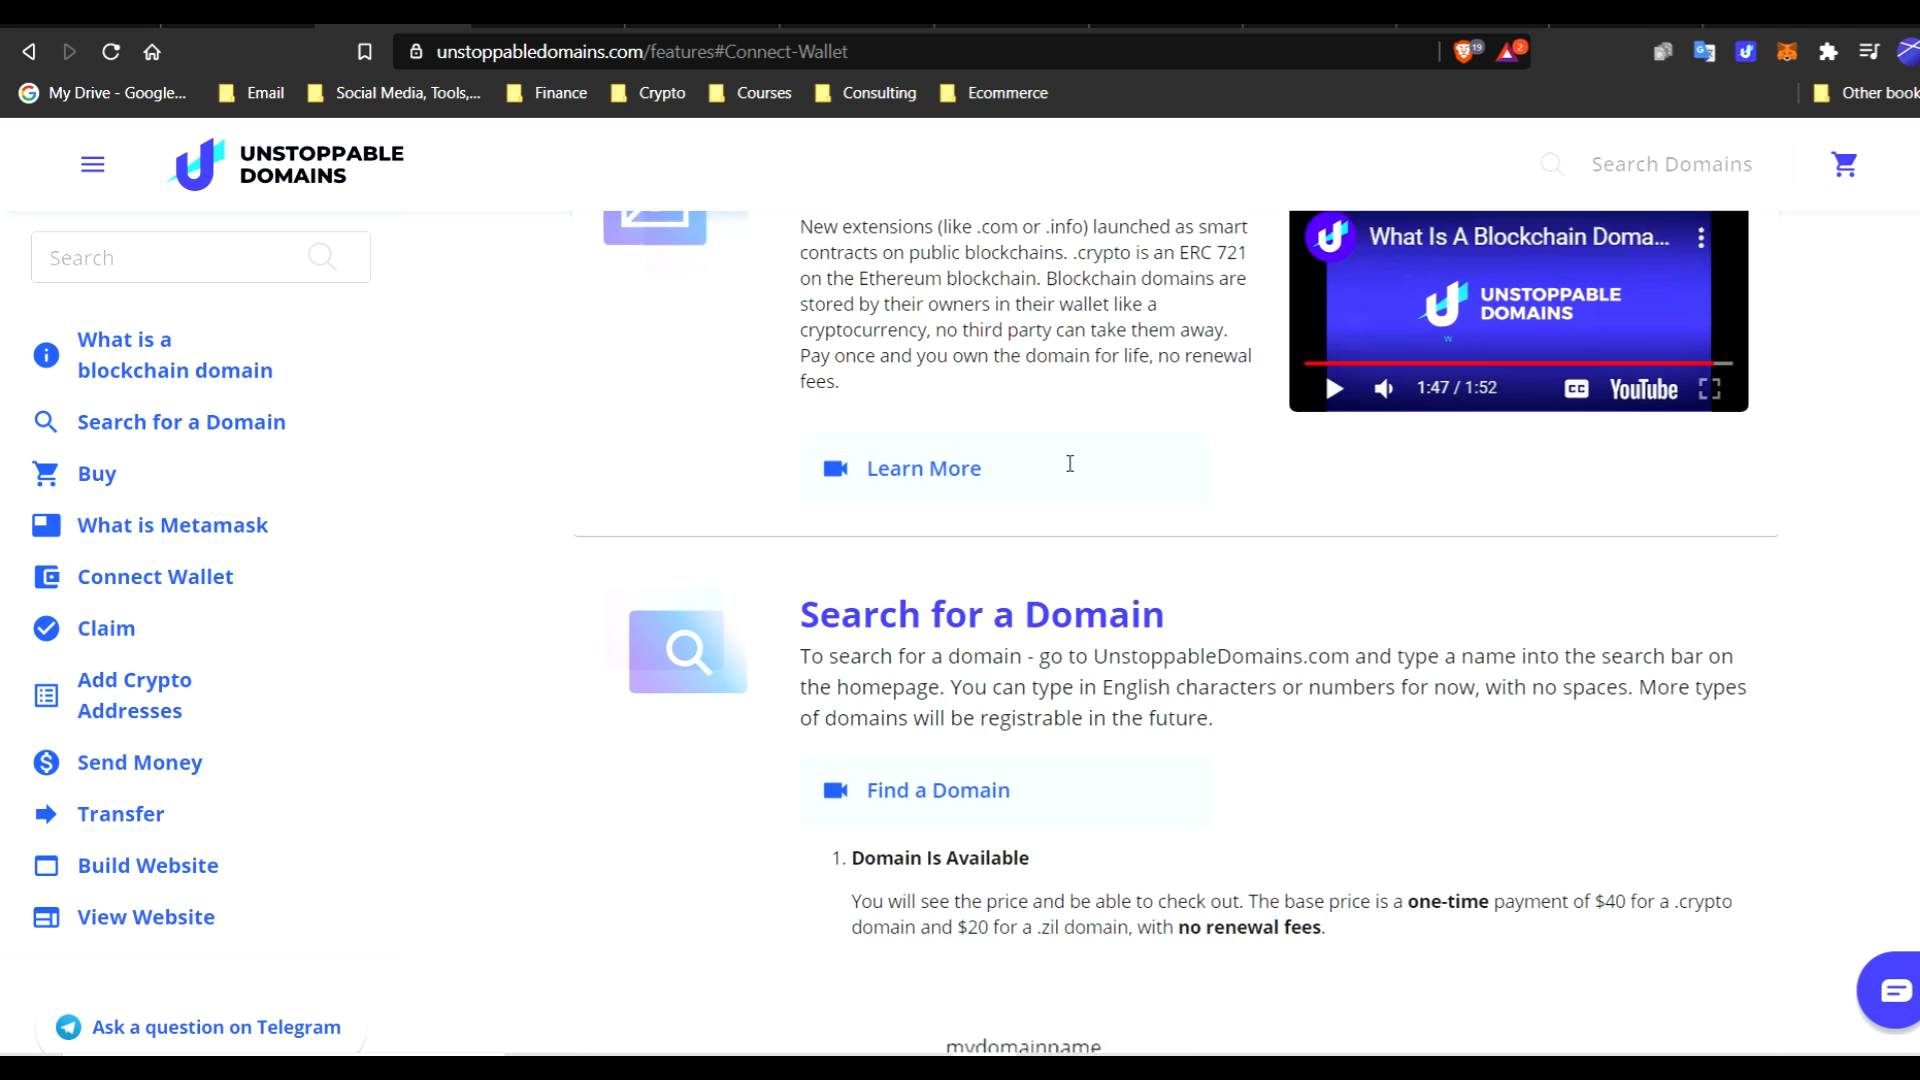 unstoppabledomains.com/features#Connect-Wallet
19
2
My Drive - Google...
Email
Social Media, Tools,...
Finance
Crypto
Courses
Consulting
Ecommerce
Other book
UNSTOPPABLE
DOMAINS
Search Domains
Search
What is a
blockchain domain
Search for a Domain
Buy
What is Metamask
Connect Wallet
Claim
Add Crypto
Addresses
Send Money
Transfer
Build Website
View Website
Ask a question on Telegram
New extensions (like .com or .info) launched as smart
contracts on public blockchains. .crypto is an ERC 721
on the Ethereum blockchain. Blockchain domains are
stored by their owners in their wallet like a
cryptocurrency, no third party can take them away.
Pay once and you own the domain for life, no renewal
fees.
Learn More
What Is A Blockchain Doma...
UNSTOPPABLE
DOMAINS
w
1:47 / 1:52
CC
YouTube
Search for a Domain
To search for a domain - go to UnstoppableDomains.com and type a name into the search bar on
the homepage. You can type in English characters or numbers for now, with no spaces. More types
of domains will be registrable in the future.
Find a Domain
1. Domain Is Available
You will see the price and be able to check out. The base price is a one-time payment of $40 for a .crypto
domain and $20 for a .zil domain, with no renewal fees.
mydomainname